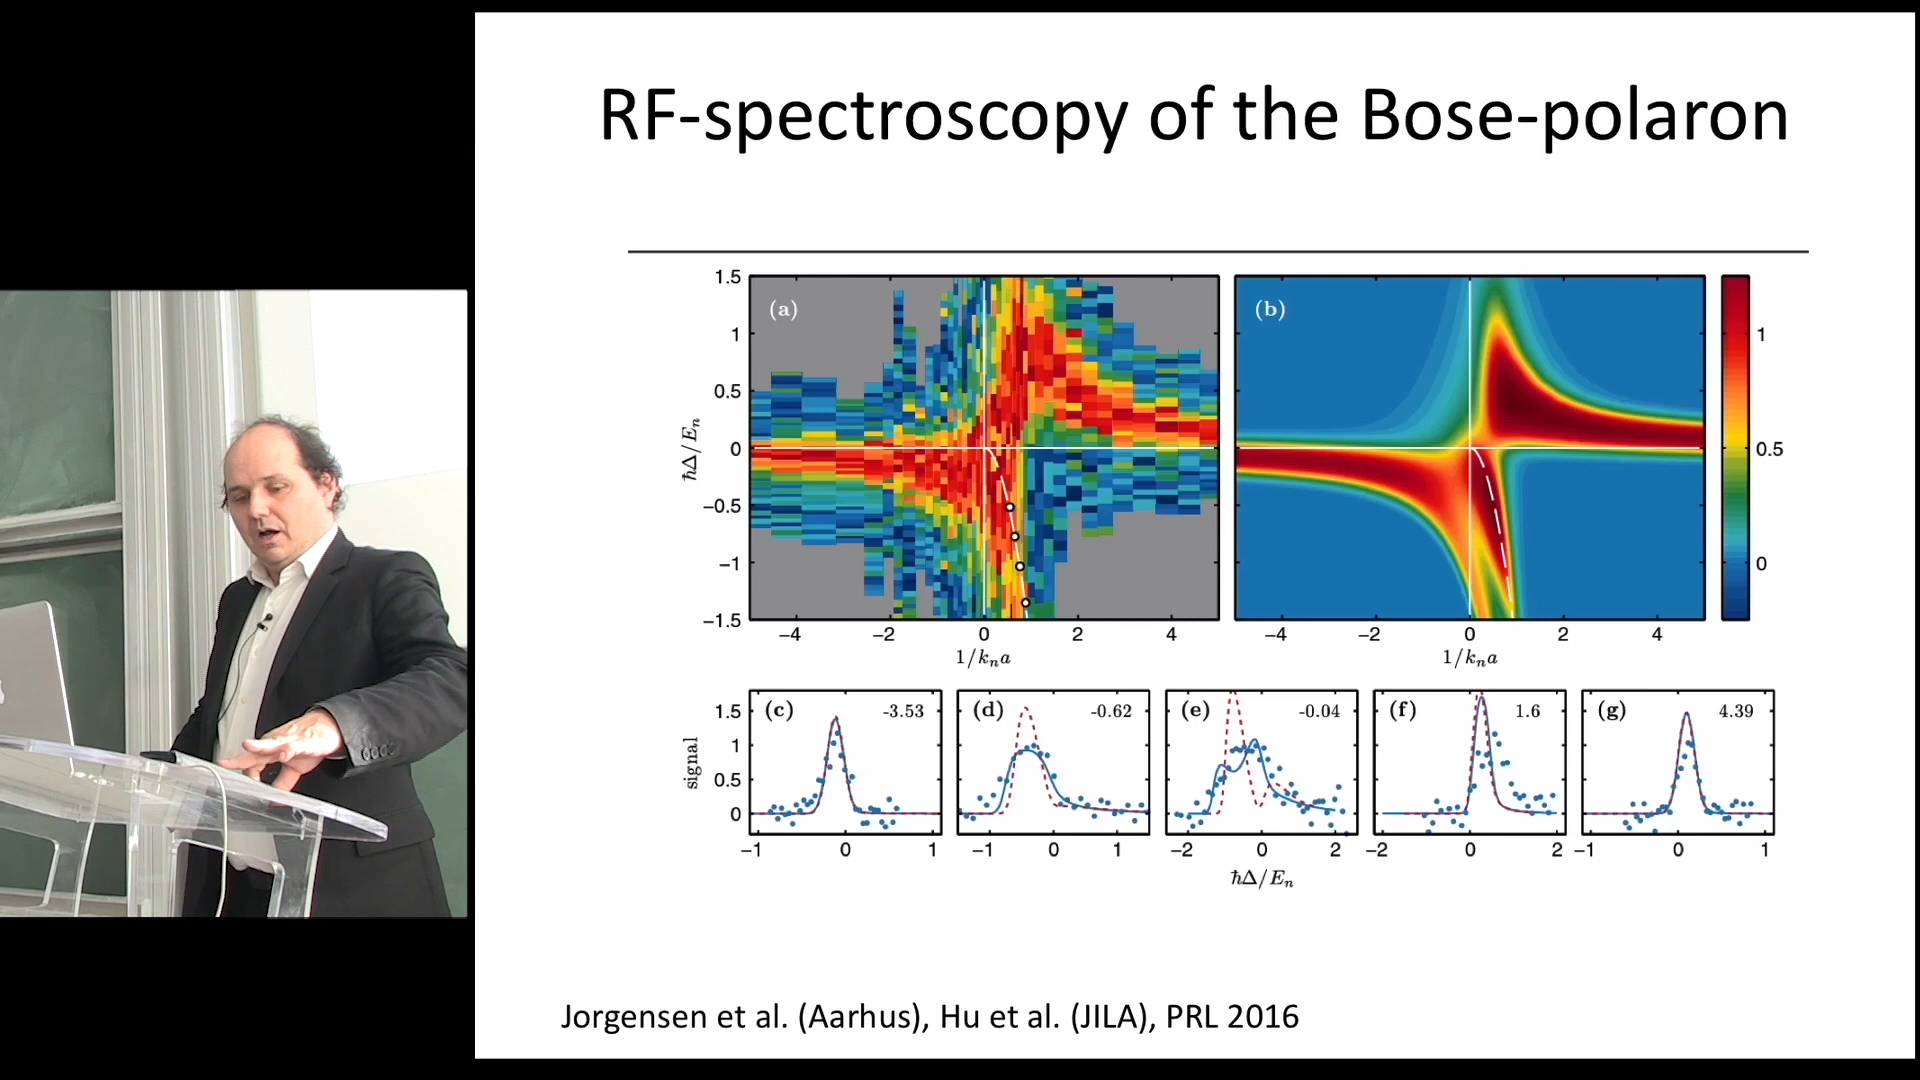 RF-spectroscopy of the Bose-polaron
(a)
(b)
1.5
1
0.5
0
−0.5
−1
−1.5
ħΔ/Eₙ
−4 −2 0 2 4
1/kₙa
−4 −2 0 2 4
1/kₙa
1
0.5
0
(c) -3.53
(d) -0.62
(e) -0.04
(f) 1.6
(g) 4.39
1.5
1
0.5
0
signal
−1 0 1
−1 0 1
−2 0 2
−2 0 2
−1 0 1
ħΔ/Eₙ
Jorgensen et al. (Aarhus), Hu et al. (JILA), PRL 2016